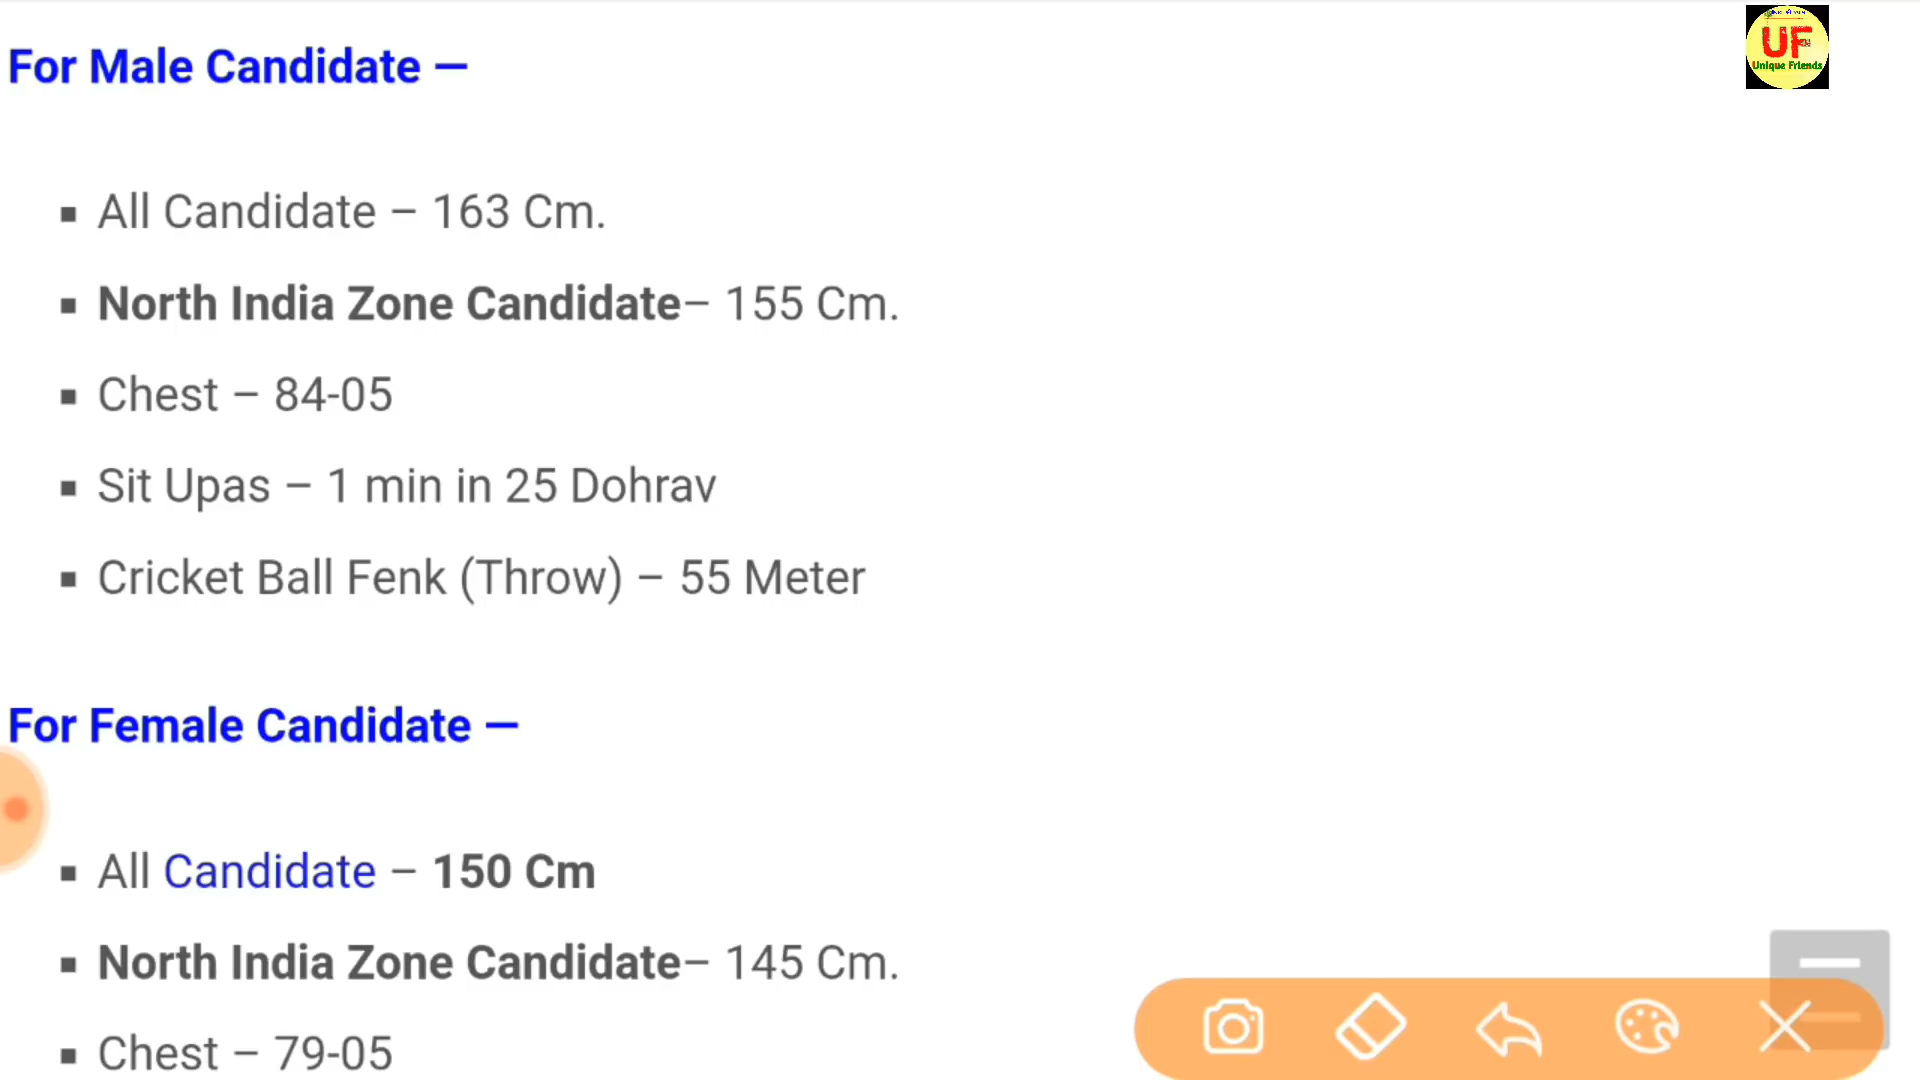 For Male Candidate —
UF
Unique Friends
▪ All Candidate – 163 Cm.
▪ North India Zone Candidate– 155 Cm.
▪ Chest – 84-05
▪ Sit Upas – 1 min in 25 Dohrav
▪ Cricket Ball Fenk (Throw) – 55 Meter
For Female Candidate —
▪ All Candidate – 150 Cm
▪ North India Zone Candidate– 145 Cm.
▪ Chest – 79-05